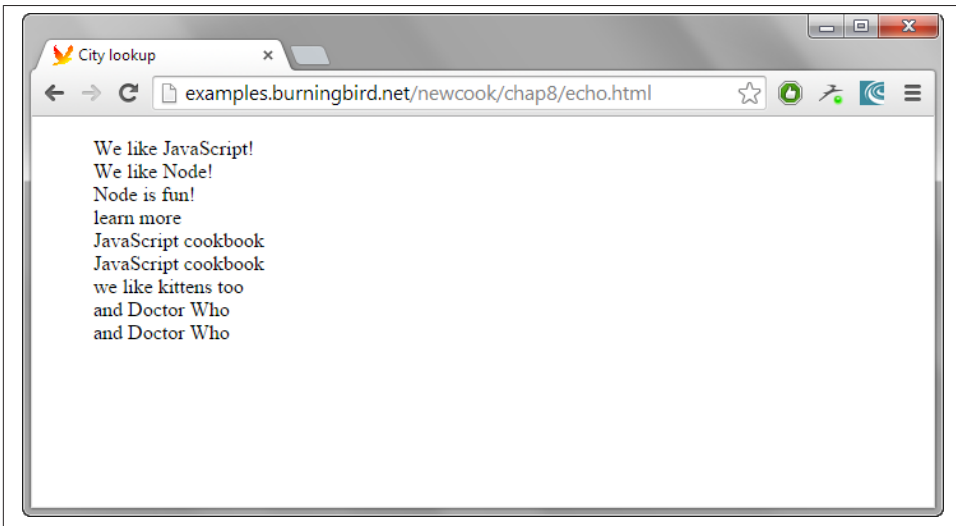 City lookup
examples.burningbird.net/newcook/chap8/echo.html
We like JavaScript!
We like Node!
Node is fun!
learn more
JavaScript cookbook
JavaScript cookbook
we like kittens too
and Doctor Who
and Doctor Who